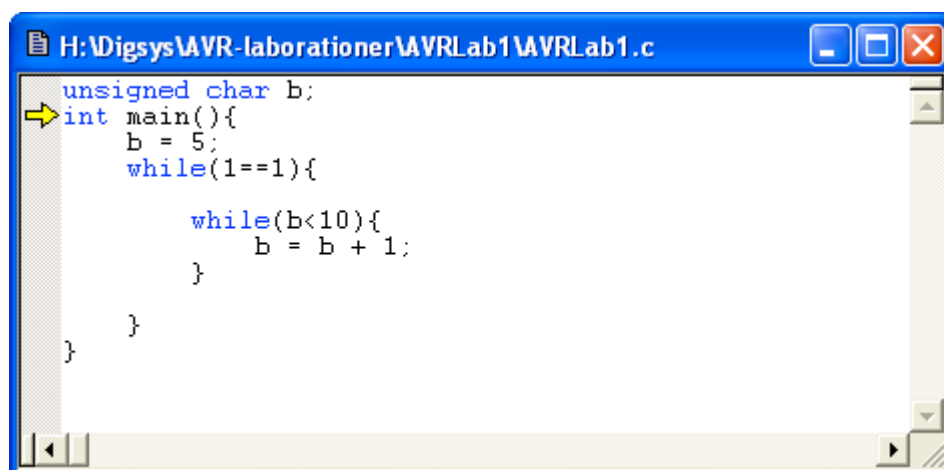 H:\Digsys\AVR-laborationer\AVRLab1\AVRLab1.c
unsigned char b;
int main(){
    b = 5;
    while(1==1){
        while(b<10){
            b = b + 1;
        }
    }
}